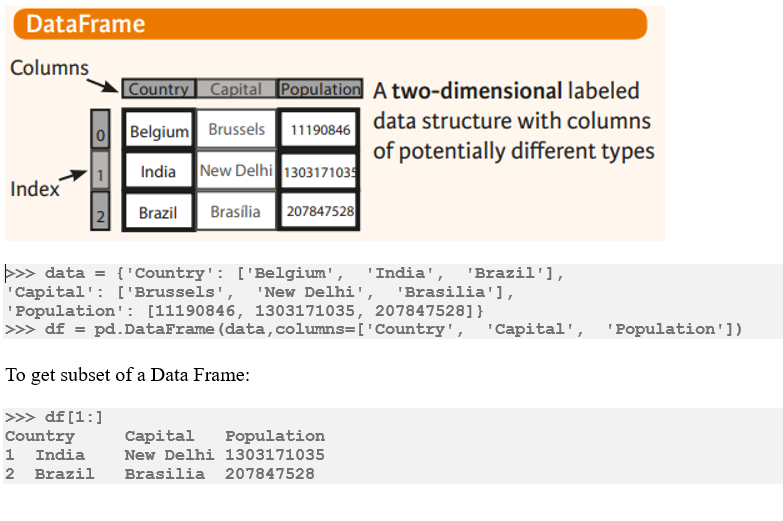 DataFrame
Columns
Country Capital Population
0 Belgium Brussels 11190846
1 India New Delhi 1303171035
2 Brazil Brasília 207847528
Index
A two-dimensional labeled
data structure with columns
of potentially different types
>>> data = {'Country': ['Belgium', 'India', 'Brazil'],
'Capital': ['Brussels', 'New Delhi', 'Brasilia'],
'Population': [11190846, 1303171035, 207847528]}
>>> df = pd.DataFrame(data,columns=['Country', 'Capital', 'Population'])
To get subset of a Data Frame:
>>> df[1:]
Country Capital Population
1 India New Delhi 1303171035
2 Brazil Brasilia 207847528